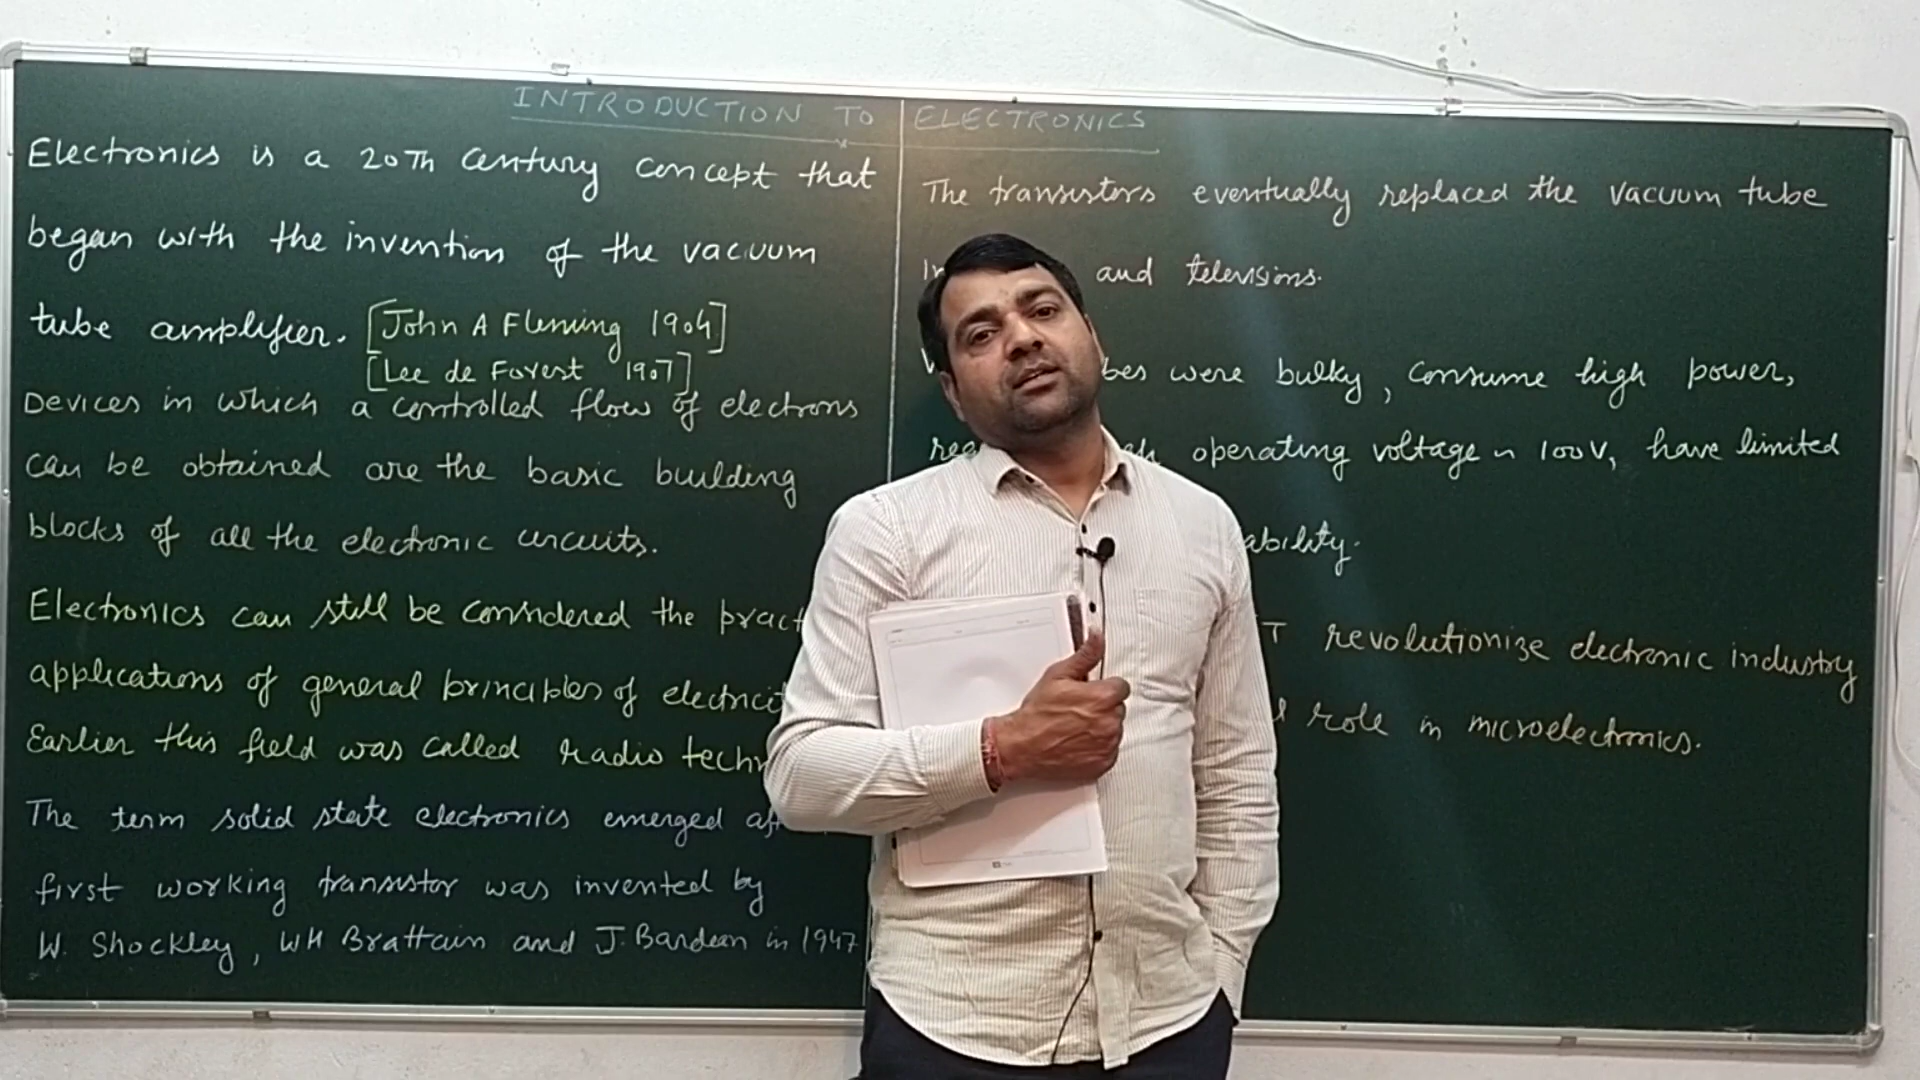 INTRODUCTION TO ELECTRONICS
Electronics is a 20Th century concept that
began with the invention of the vacuum
tube amplifier. [John A Fleming 1904]
[Lee de Forest 1907]
Devices in which a controlled flow of electrons
can be obtained are the basic building
blocks of all the electronic circuits.
Electronics can still be considered the pract
applications of general principles of electricit
Earlier this field was called radio techn
The term solid state electronics emerged af
first working transistor was invented by
W. Shockley, WH Brattain and J. Bardean in 1947
The transistors eventually replaced the vacuum tube
in and televisions.
bes were bulky, consume high power,
operating voltage ~ 100V, have limited
ability.
T revolutionize electronic industry
role in microelectronics.